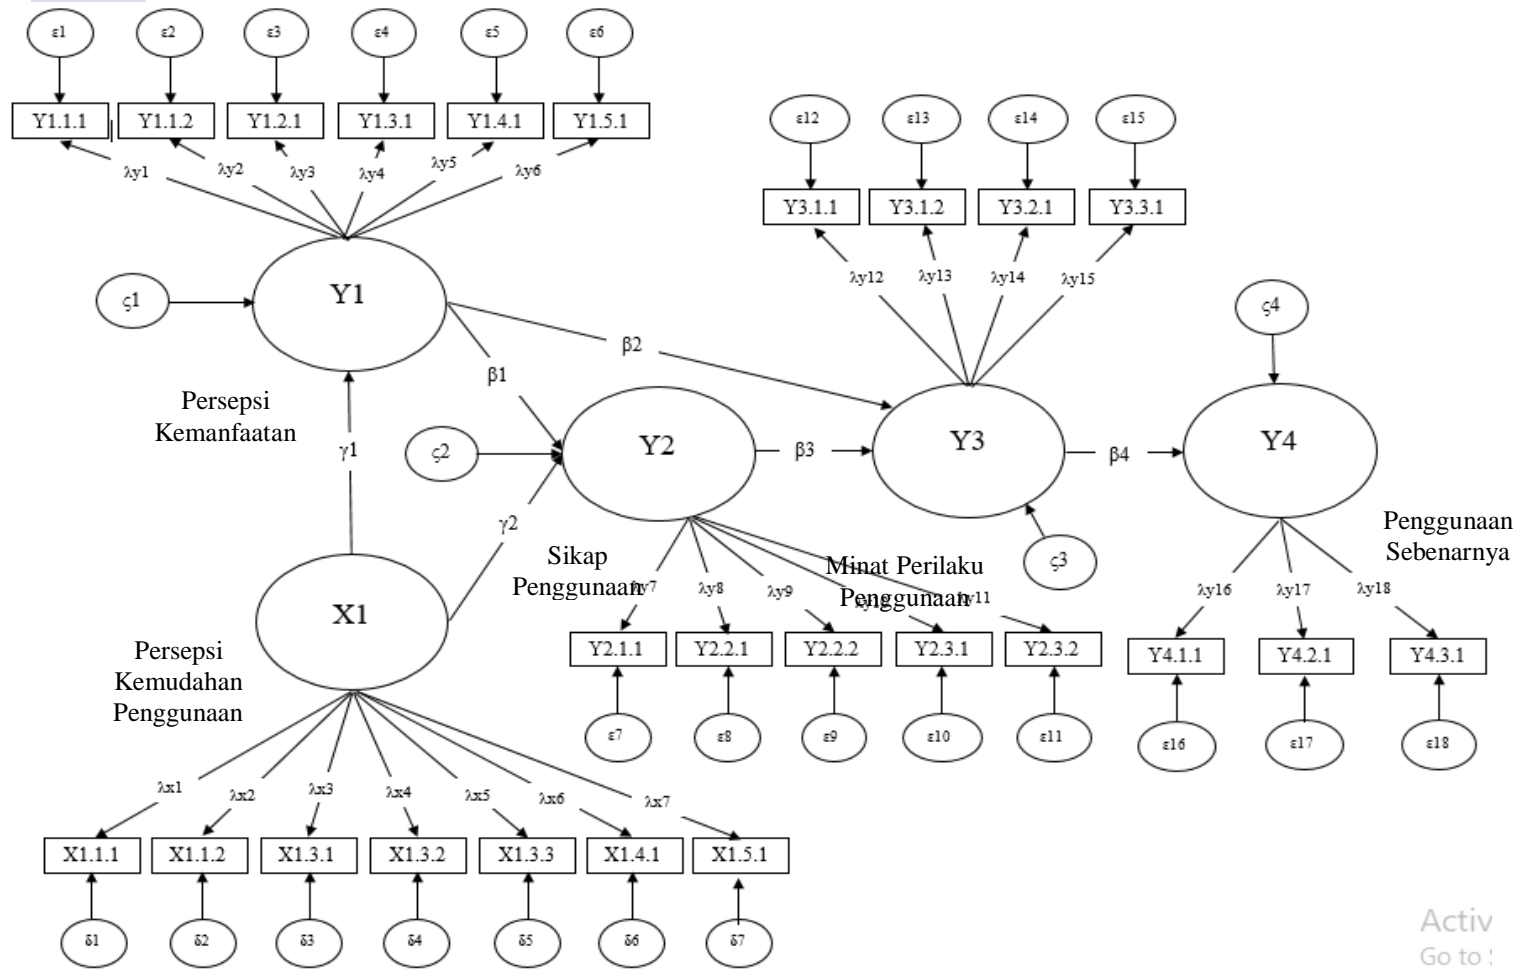 ε1 ε2 ε3 ε4 ε5 ε6
Y1.1.1 Y1.1.2 Y1.2.1 Y1.3.1 Y1.4.1 Y1.5.1
λy1 λy2 λy3 λy4 λy5 λy6
ε12 ε13 ε14 ε15
Y3.1.1 Y3.1.2 Y3.2.1 Y3.3.1
λy12 λy13 λy14 λy15
ς1
Y1
ς4
β2
β1
Persepsi
Kemanfaatan
γ1
ς2
Y2
β3
Y3
β4
Y4
γ2
ς3
Sikap
Penggunaan
Minat Perilaku
Penggunaan
Penggunaan
Sebenarnya
X1
Persepsi
Kemudahan
Penggunaan
λy7 λy8 λy9 λy11
λy16 λy17 λy18
Y2.1.1 Y2.2.1 Y2.2.2 Y2.3.1 Y2.3.2
Y4.1.1 Y4.2.1 Y4.3.1
ε7 ε8 ε9 ε10 ε11
ε16 ε17 ε18
λx1 λx2 λx3 λx4 λx5 λx6 λx7
X1.1.1 X1.1.2 X1.3.1 X1.3.2 X1.3.3 X1.4.1 X1.5.1
δ1 δ2 δ3 δ4 δ5 δ6 δ7
Activ
Go to